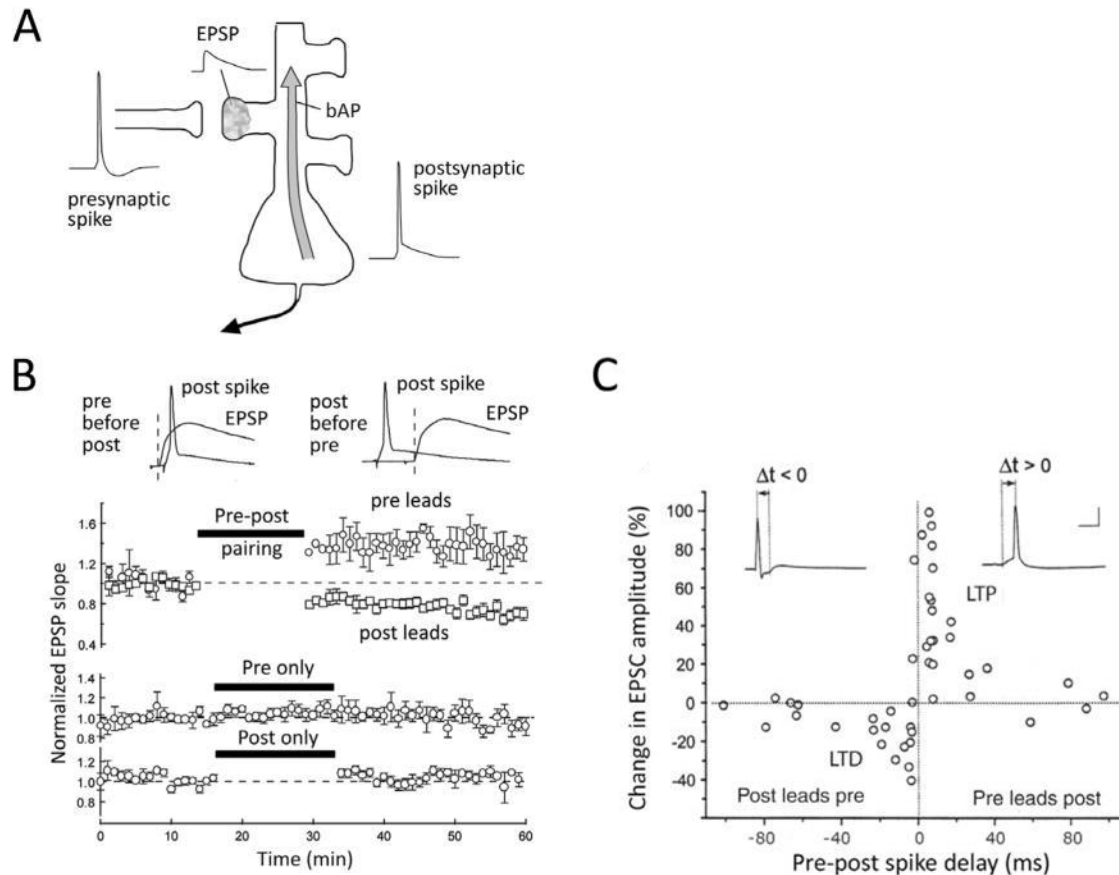 A
EPSP
bAP
presynaptic
spike
postsynaptic
spike
B
pre
before
post
post spike
EPSP
post
before
pre
post spike
EPSP
Normalized EPSP slope
1.6
1.2
1.0
0.8
0.4
Pre-post
pairing
pre leads
post leads
1.4
1.2
1.0
0.8
Pre only
1.2
1.0
0.8
Post only
0
10
20
30
40
50
60
Time (min)
C
Change in EPSC amplitude (%)
100
80
60
40
20
0
-20
-40
Δt < 0
Δt > 0
LTP
LTD
Post leads pre
Pre leads post
-80
-40
0
40
80
Pre-post spike delay (ms)